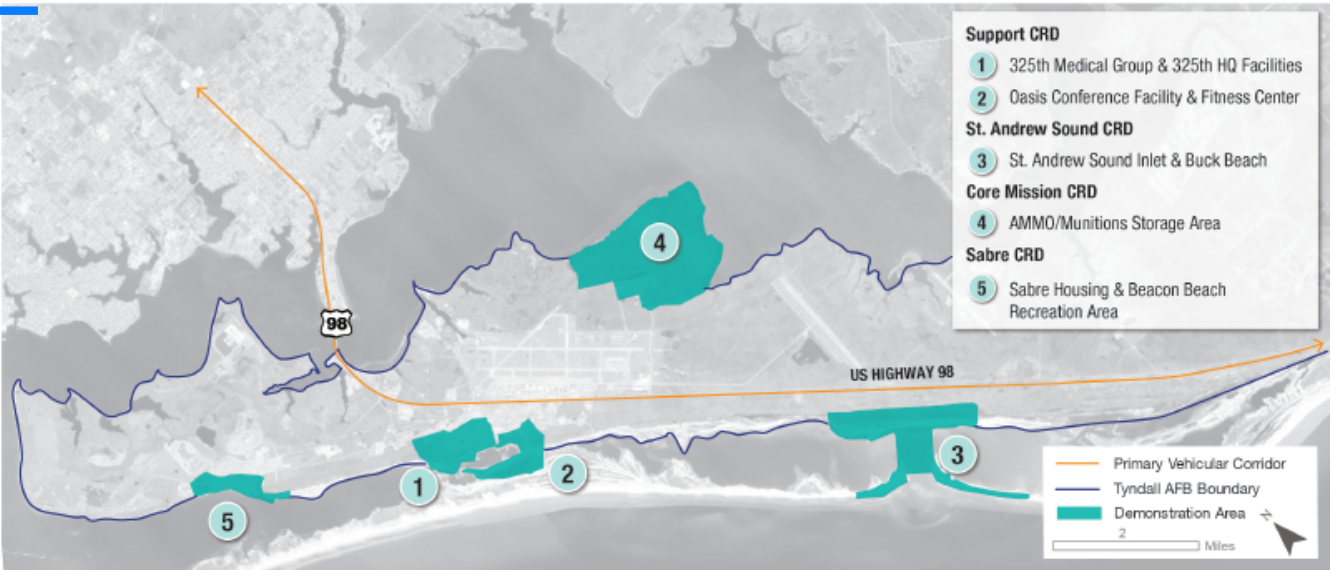 Support CRD
1 325th Medical Group & 325th HQ Facilities
2 Oasis Conference Facility & Fitness Center
St. Andrew Sound CRD
3 St. Andrew Sound Inlet & Buck Beach
Core Mission CRD
4 AMMO/Munitions Storage Area
Sabre CRD
5 Sabre Housing & Beacon Beach
Recreation Area
4
98
US HIGHWAY 98
3
2
1
5
Primary Vehicular Corridor
Tyndall AFB Boundary
Demonstration Area
N
2
Miles